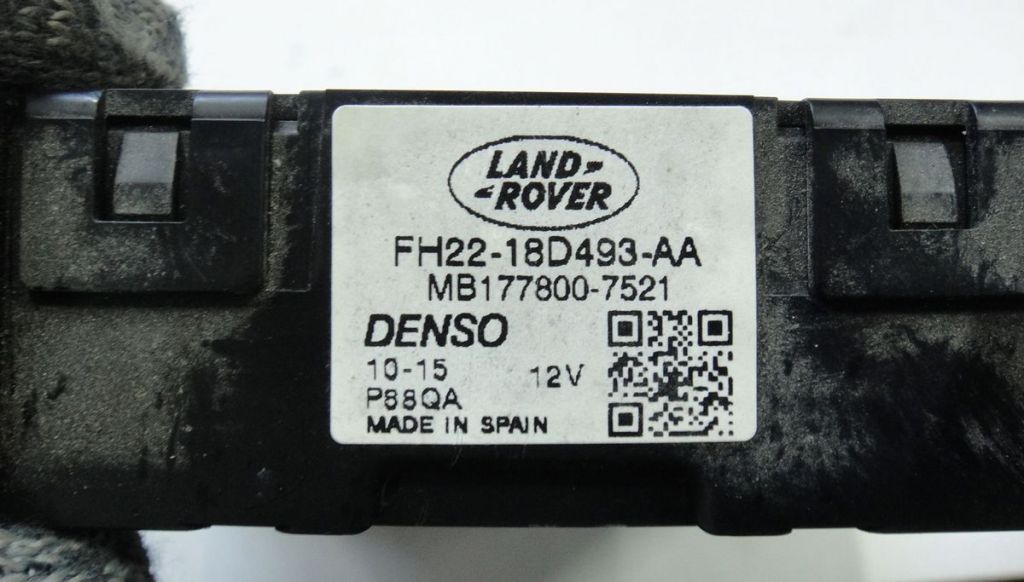 LAND
ROVER
FH22-18D493-AA
MB177800-7521
DENSO
10-15 12V
P88QA
MADE IN SPAIN